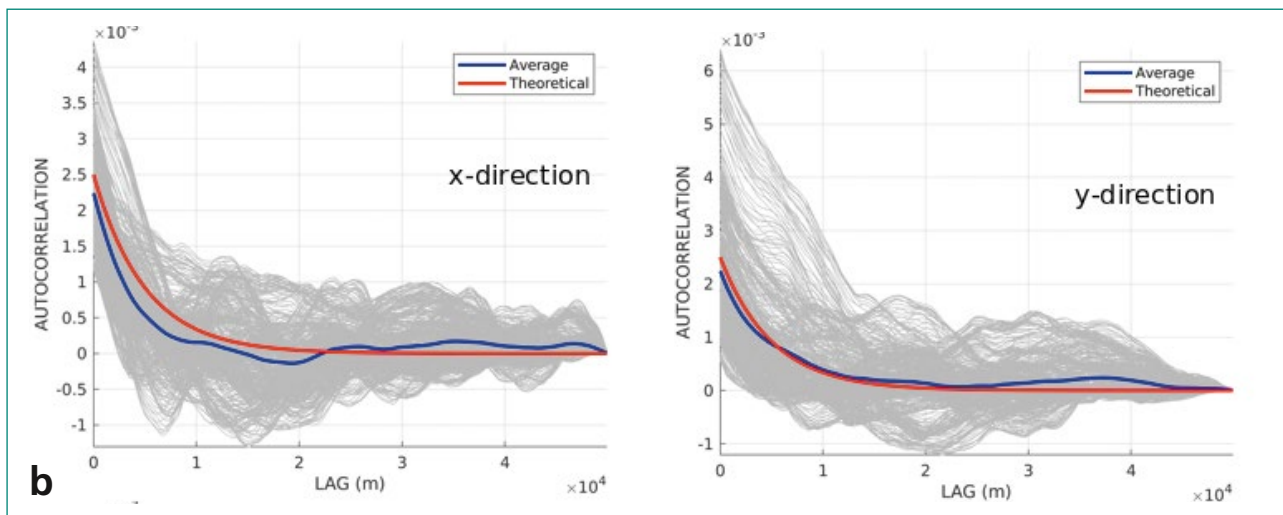 ×10⁻³
4
3.5
3
2.5
2
1.5
1
0.5
0
-0.5
-1
AUTOCORRELATION
Average
Theoretical
x-direction
0 1 2 3 4
LAG (m)
×10⁴
×10⁻³
6
5
4
3
2
1
0
-1
AUTOCORRELATION
Average
Theoretical
y-direction
0 1 2 3 4
LAG (m)
×10⁴
b